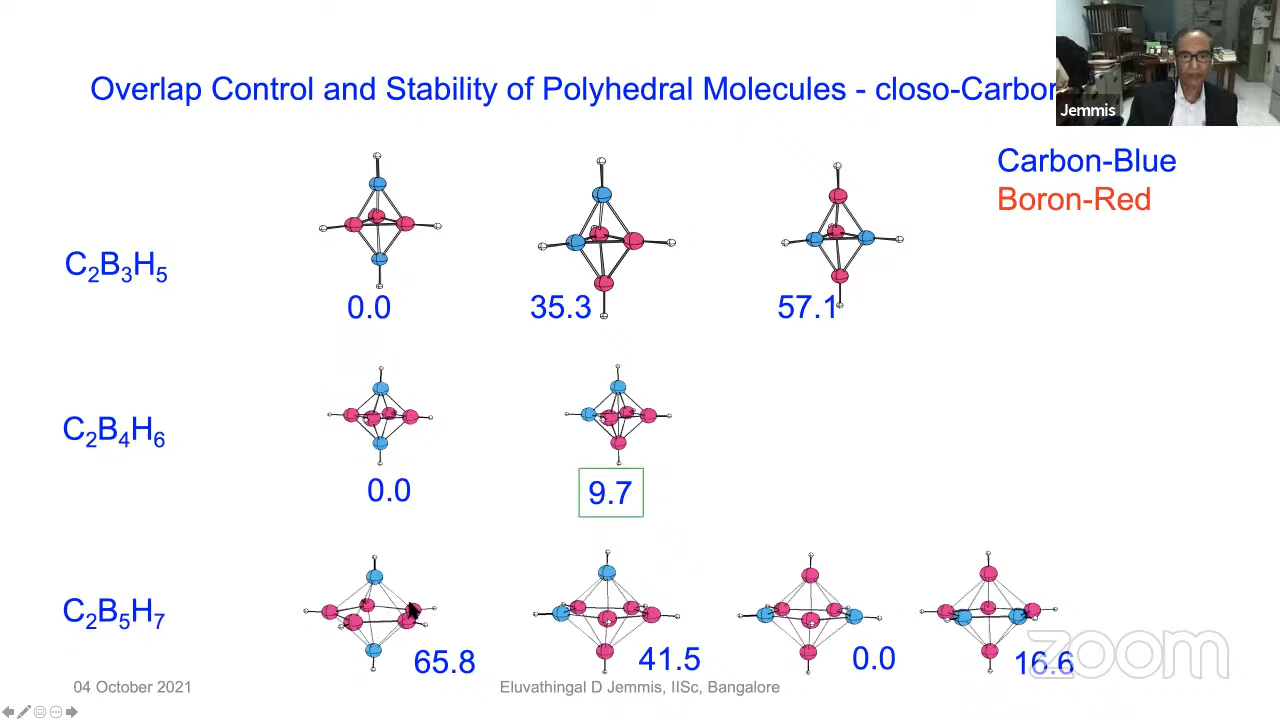 Overlap Control and Stability of Polyhedral Molecules - closo-Carbor
Jemmis
Carbon-Blue
Boron-Red
C2B3H5
0.0
35.3
57.1
C2B4H6
0.0
9.7
C2B5H7
65.8
41.5
0.0
16.6
zoom
04 October 2021
Eluvathingal D Jemmis, IISc, Bangalore